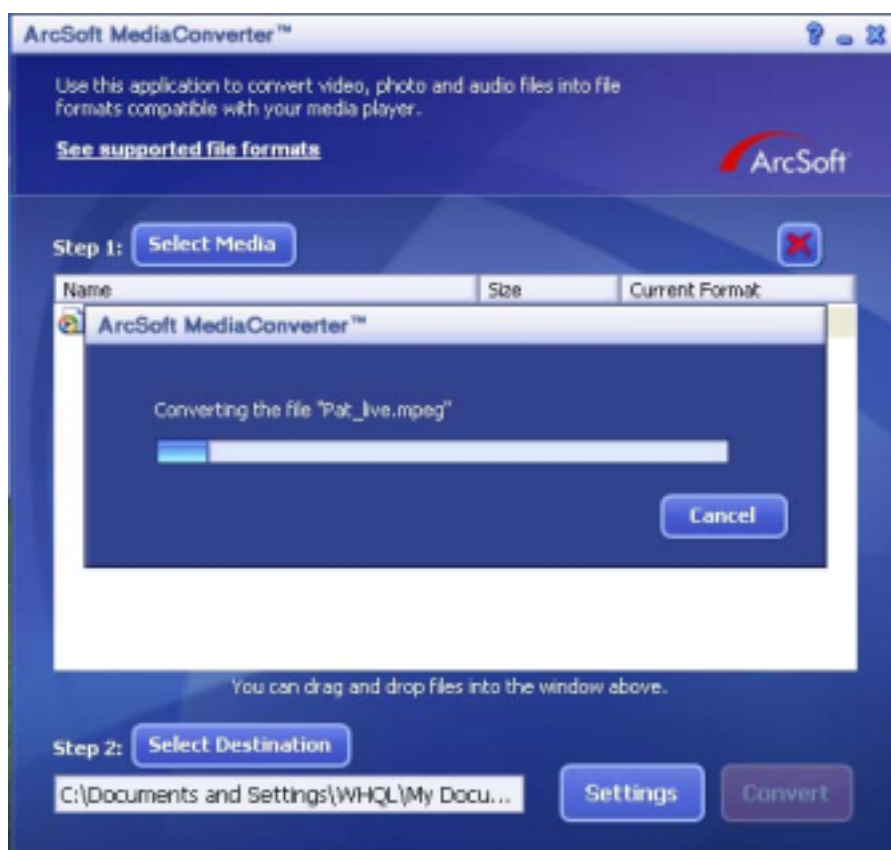 ArcSoft MediaConverter™
Use this application to convert video, photo and audio files into file
formats compatible with your media player.
See supported file formats
ArcSoft
Step 1: Select Media
Name Size Current Format
ArcSoft MediaConverter™
Converting the file "Pat_live.mpeg"
Cancel
You can drag and drop files into the window above.
Step 2: Select Destination
C:\Documents and Settings\WHQL\My Docu...
Settings Convert